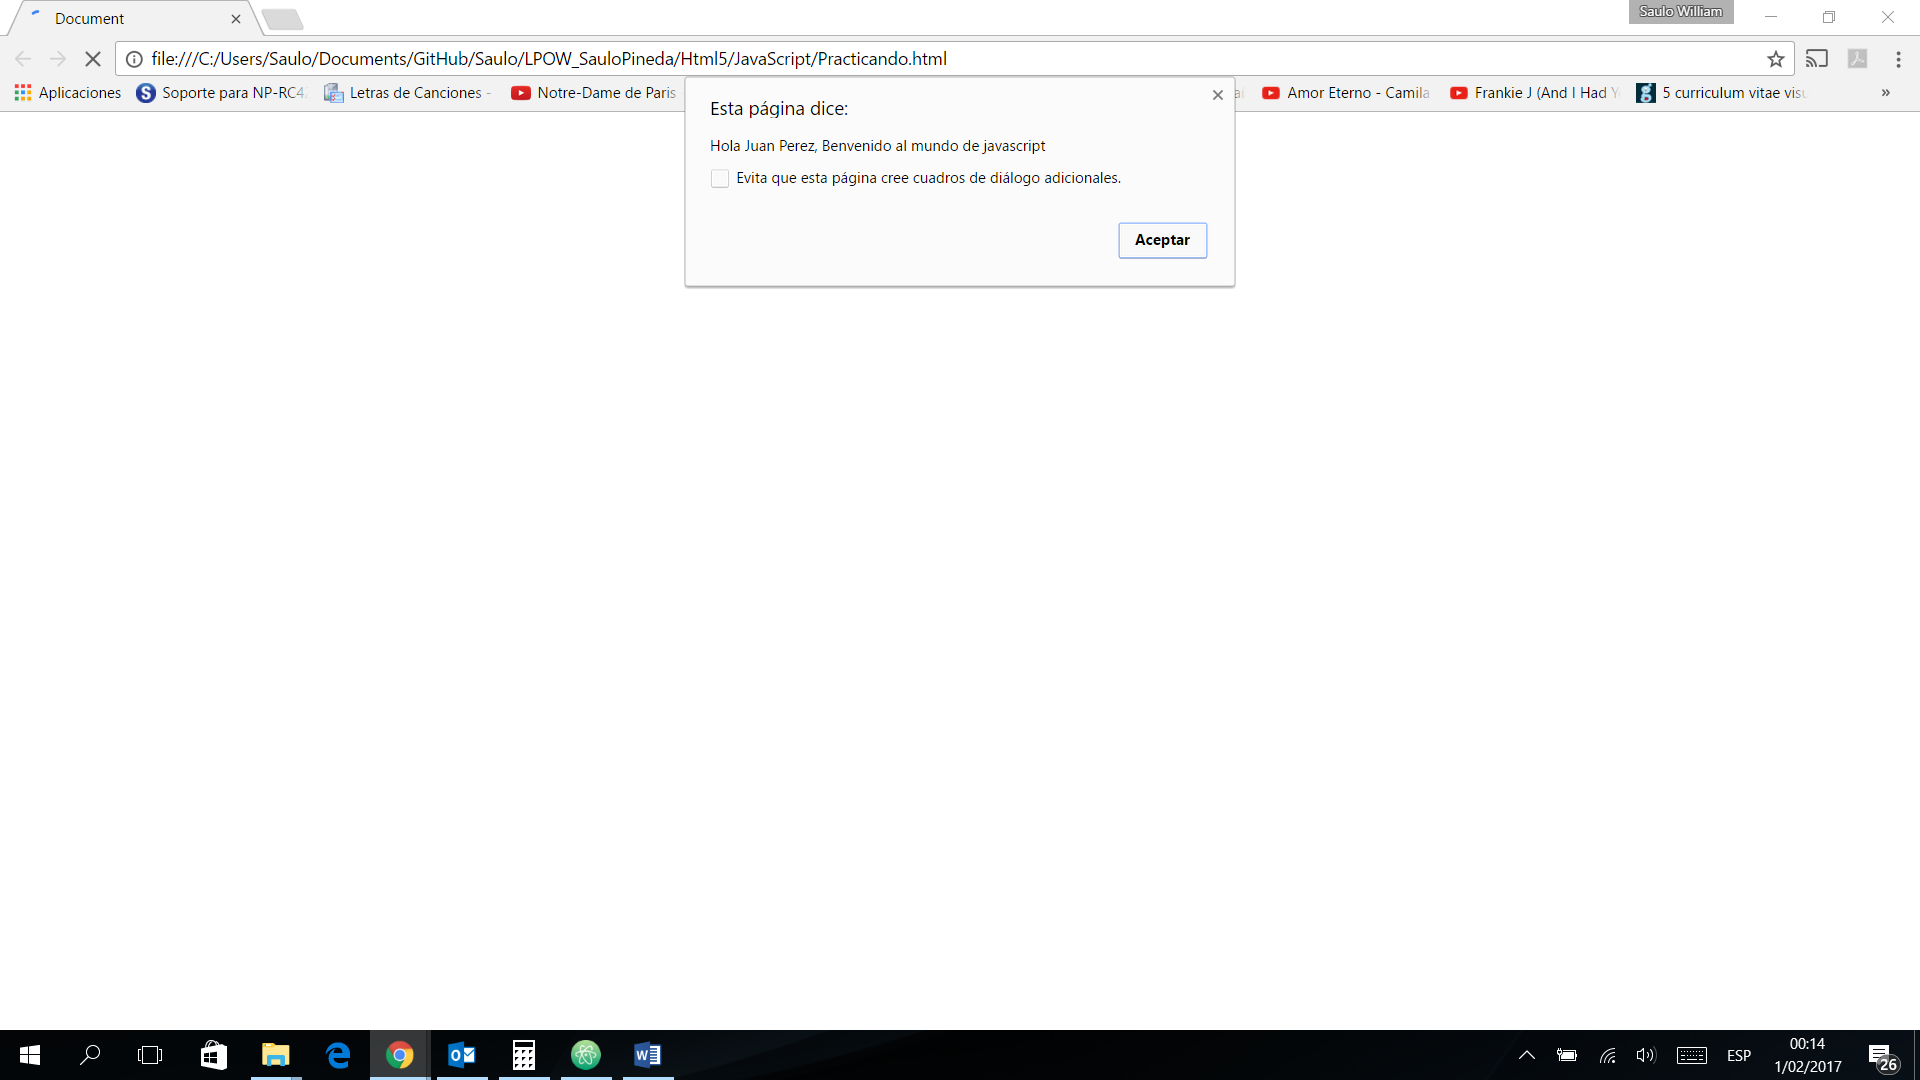 Document
Saulo William
file:///C:/Users/Saulo/Documents/GitHub/Saulo/LPOW_SauloPineda/Html5/JavaScript/Practicando.html
Aplicaciones Soporte para NP-RC4 Letras de Canciones - Notre-Dame de Paris Amor Eterno - Camila Frankie J (And I Had 5 curriculum vitae »
Esta página dice:
Hola Juan Perez, Benvenido al mundo de javascript
Evita que esta página cree cuadros de diálogo adicionales.
Aceptar
ESP
00:14
1/02/2017
26